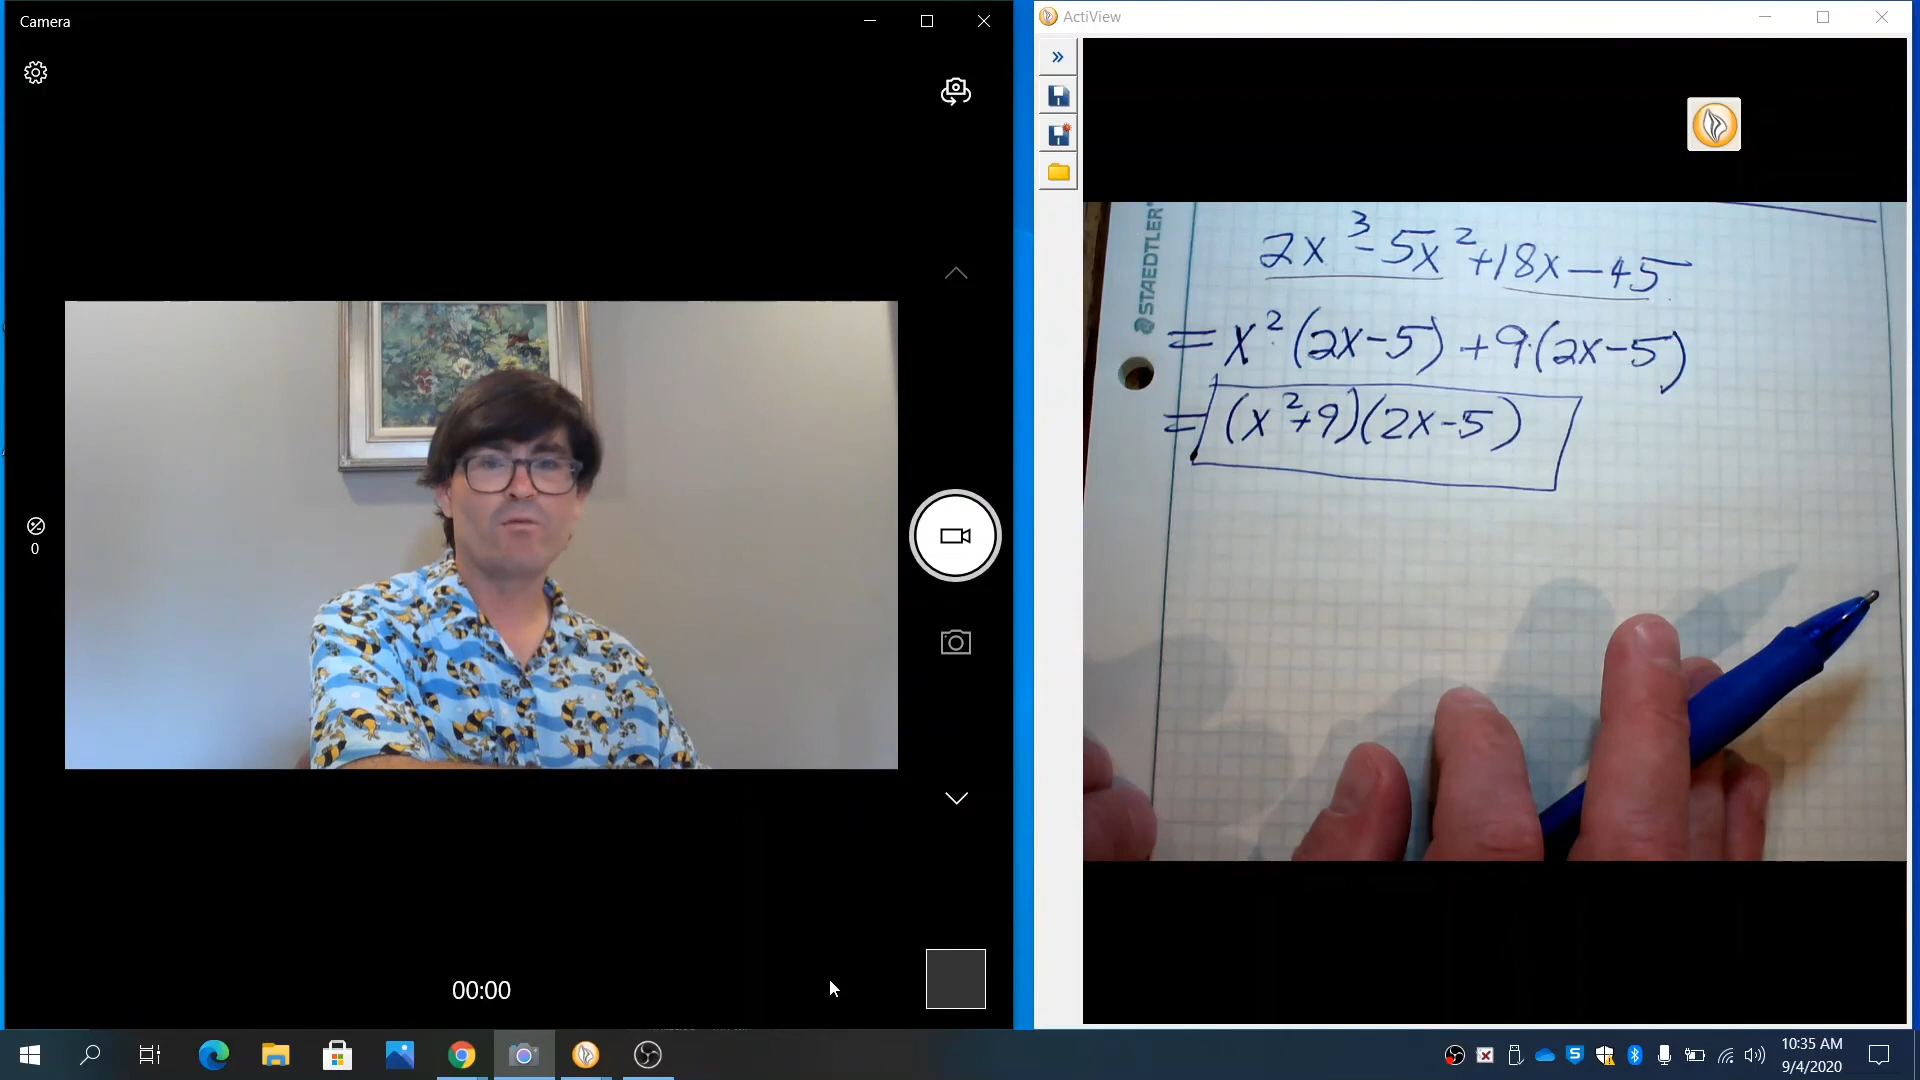 Camera
ActiView
0
00:00
STAEDTLER
2x³-5x²+18x-45
=x²(2x-5)+9(2x-5)
=(x²+9)(2x-5)
10:35 AM
9/4/2020